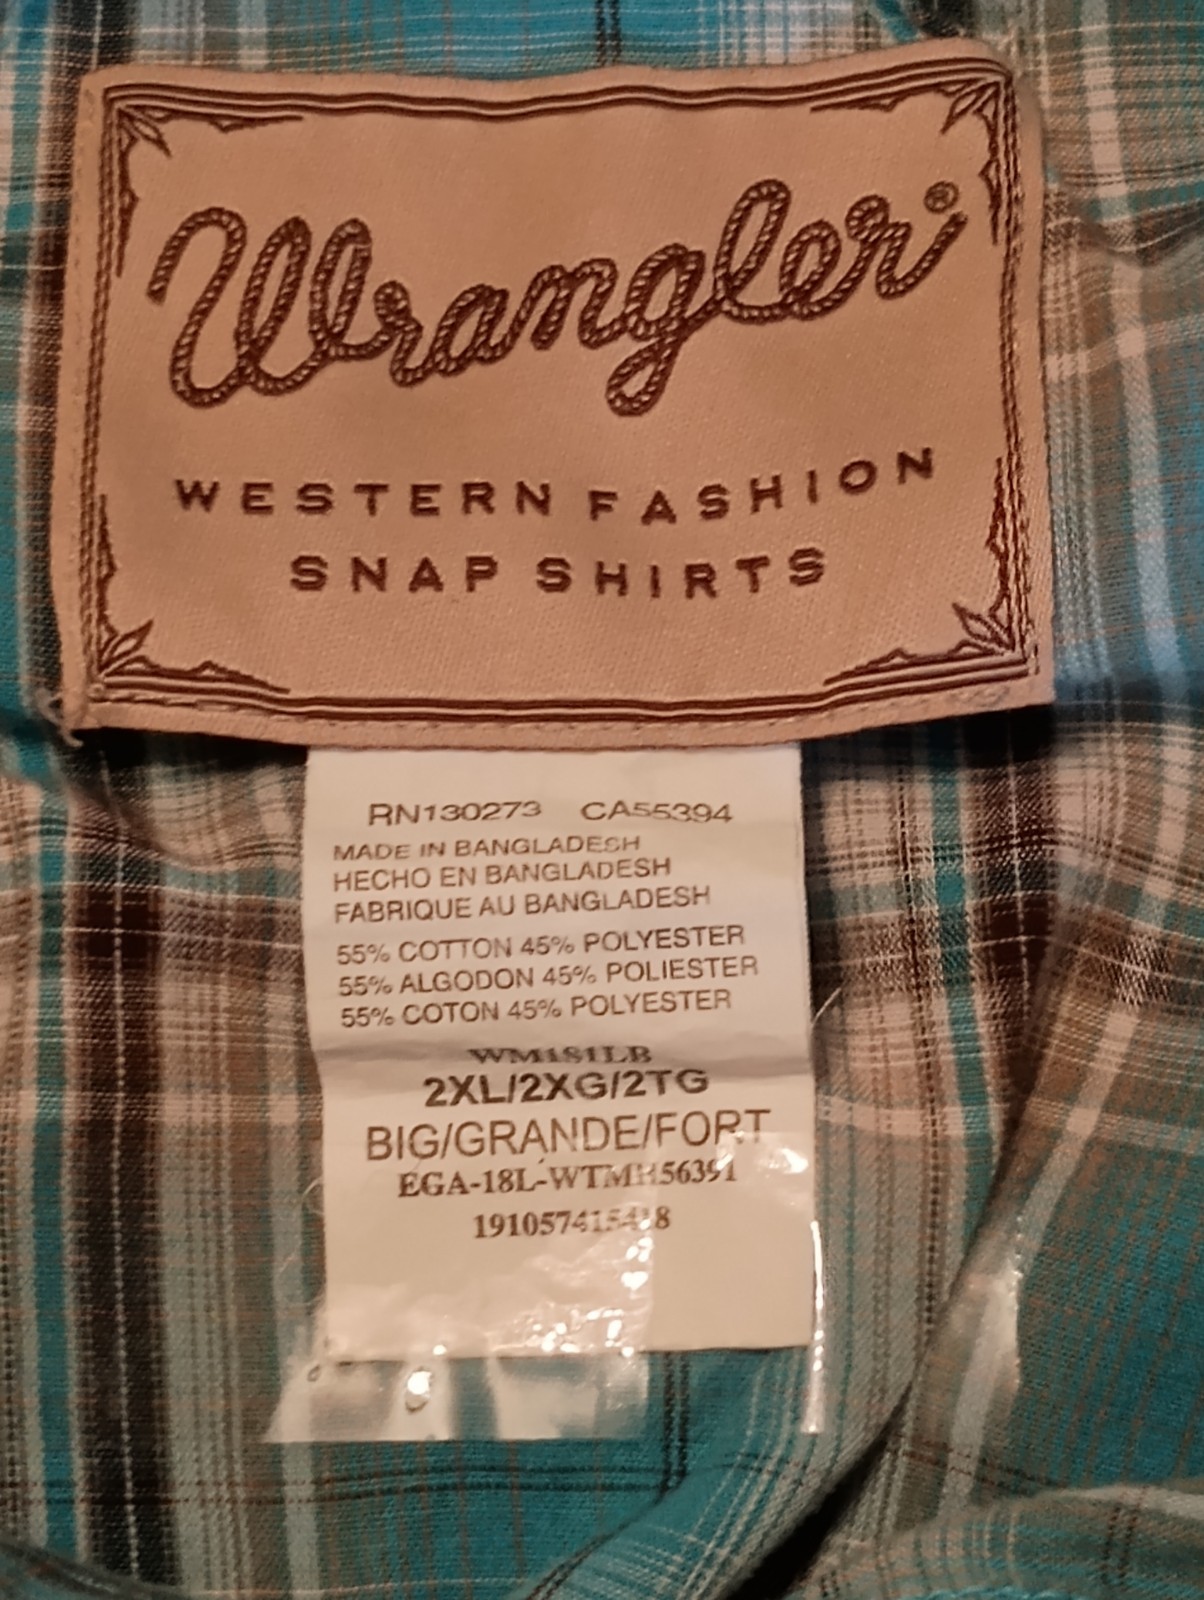 Wrangler®
WESTERN FASHION
SNAP SHIRTS
RN130273 CA55394
MADE IN BANGLADESH
HECHO EN BANGLADESH
FABRIQUE AU BANGLADESH
55% COTTON 45% POLYESTER
55% ALGODON 45% POLIESTER
55% COTON 45% POLYESTER
WM181LB
2XL/2XG/2TG
BIG/GRANDE/FORT
EGA-18L-WTMH56391